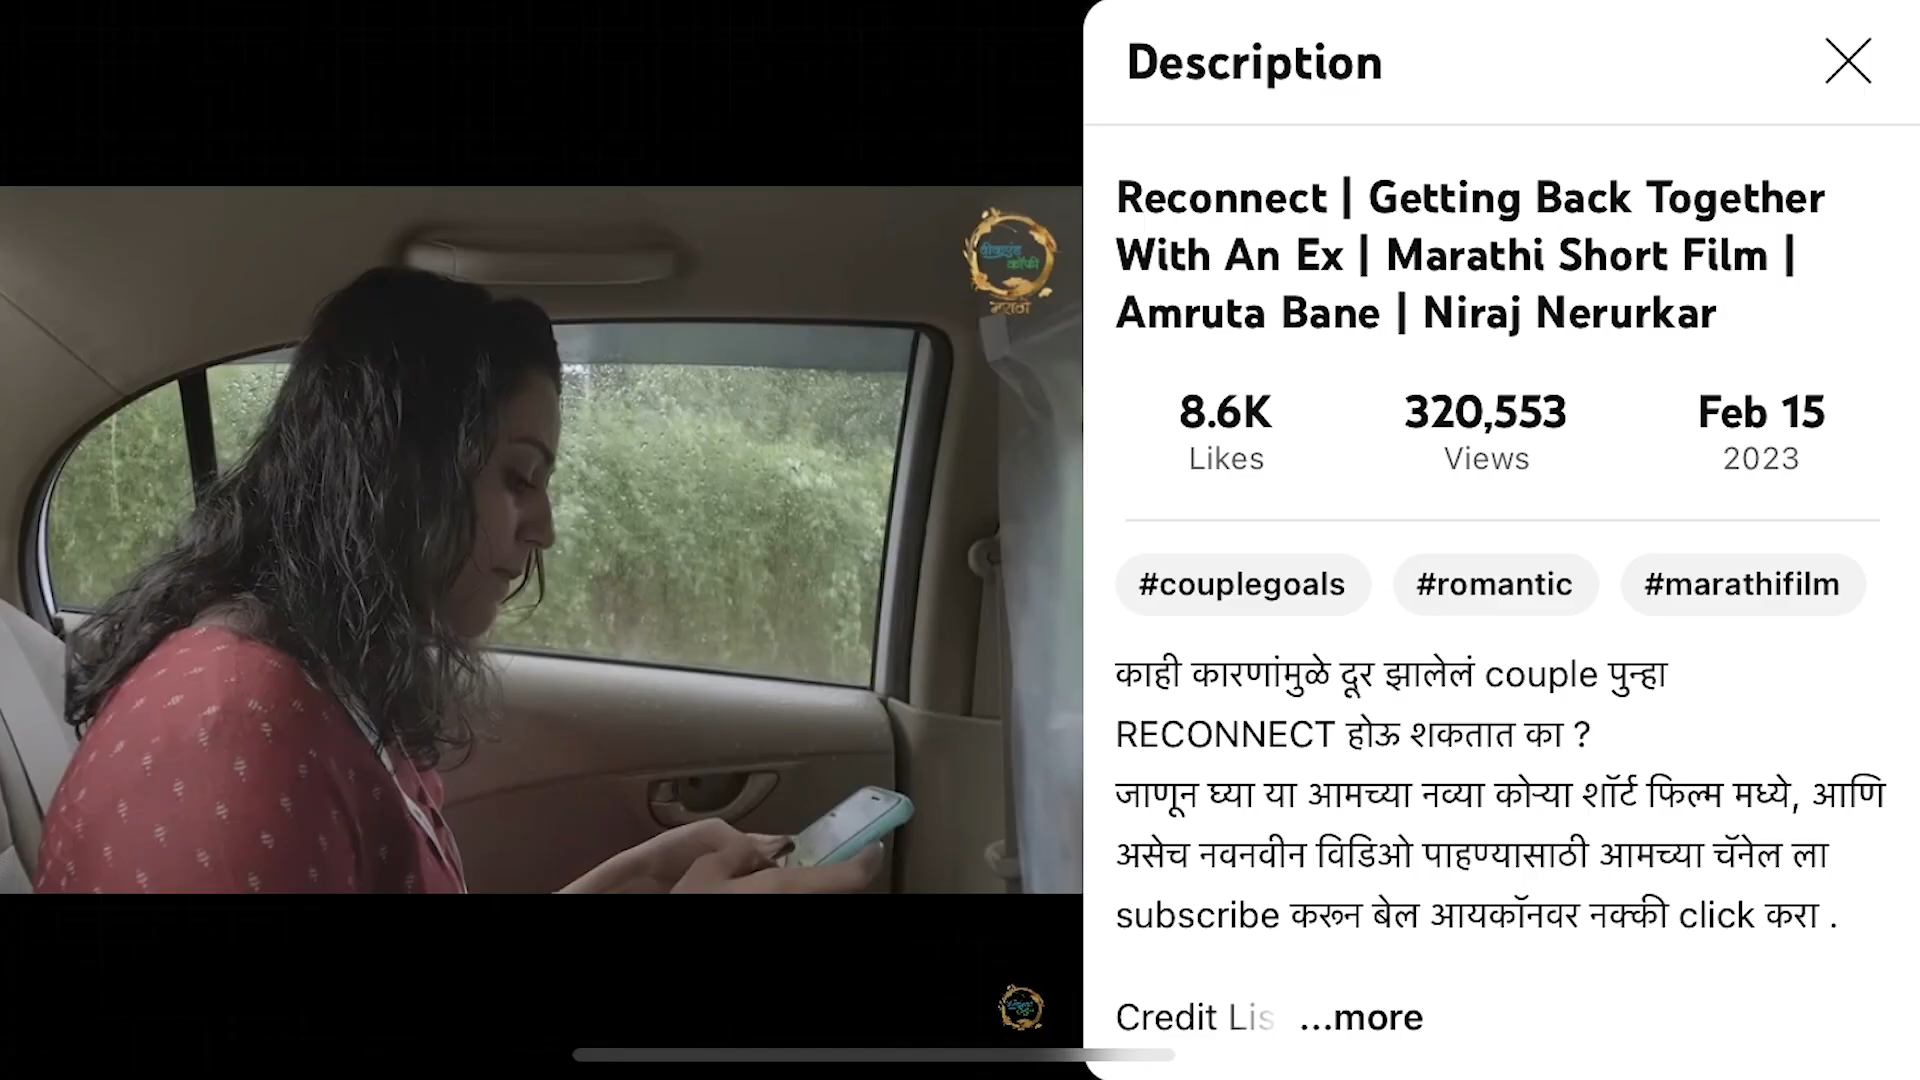 वीकएंड
कॉफी
मराठी
Description
Reconnect | Getting Back Together
With An Ex | Marathi Short Film |
Amruta Bane | Niraj Nerurkar
8.6K
Likes
320,553
Views
Feb 15
2023
#couplegoals
#romantic
#marathifilm
काही कारणांमुळे दूर झालेलं couple पुन्हा
RECONNECT होऊ शकतात का ?
जाणून घ्या या आमच्या नव्या कोऱ्या शॉर्ट फिल्म मध्ये, आणि
असेच नवनवीन विडिओ पाहण्यासाठी आमच्या चॅनेल ला
subscribe करून बेल आयकॉनवर नक्की click करा .
Credit Lis ...more